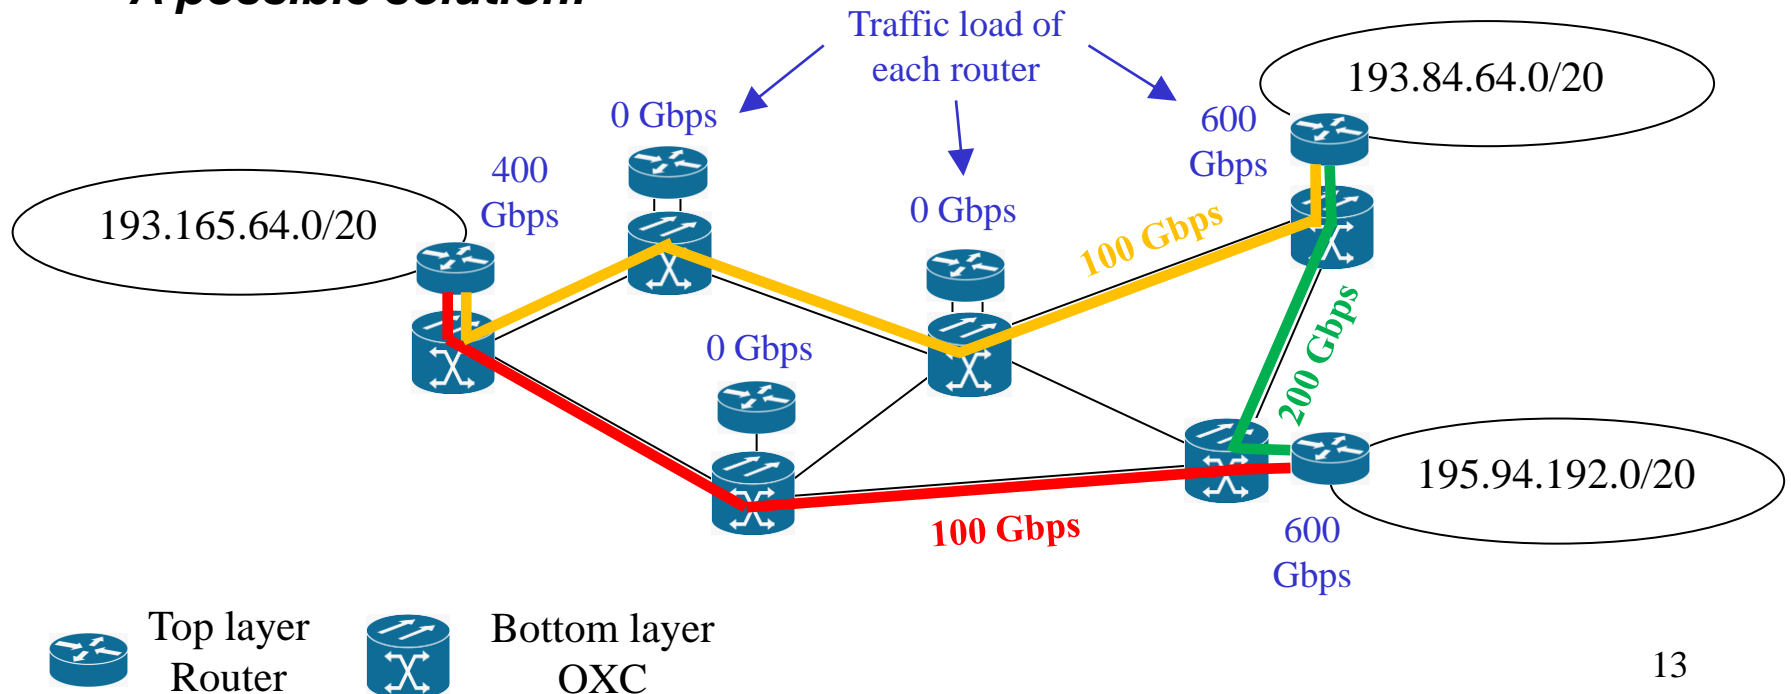 A possible solution:
Traffic load of
each router
193.84.64.0/20
0 Gbps
600
Gbps
400
Gbps
193.165.64.0/20
0 Gbps
100 Gbps
0 Gbps
200 Gbps
195.94.192.0/20
100 Gbps
600
Gbps
Top layer
Router
Bottom layer
OXC
13